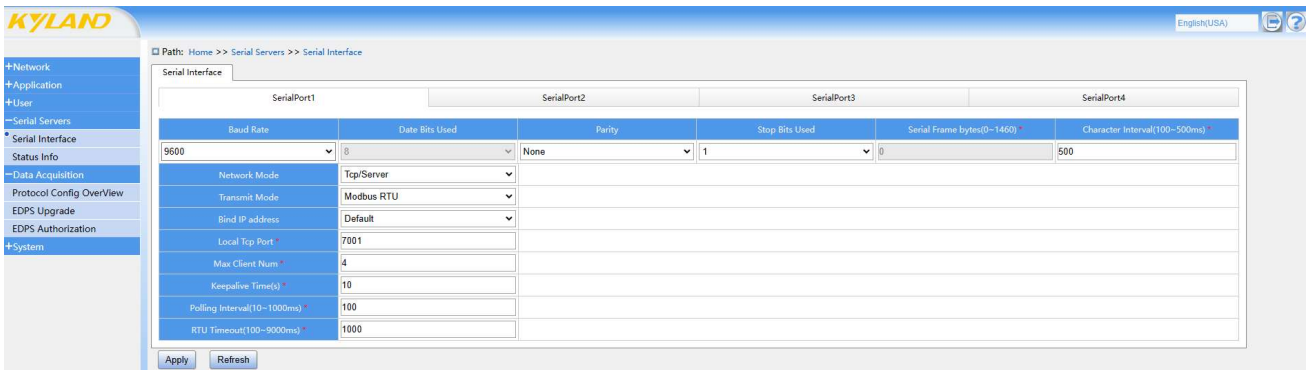 KYLAND
English(USA)
Path: Home >> Serial Servers >> Serial Interface
+Network
+Application
+User
−Serial Servers
Serial Interface
Status Info
−Data Acquisition
Protocol Config OverView
EDPS Upgrade
EDPS Authorization
+System
Serial Interface
SerialPort1 SerialPort2 SerialPort3 SerialPort4
Baud Rate Date Bits Used Parity Stop Bits Used Serial Frame bytes(0~1460) * Character Interval(100~500ms) *
9600 8 None 1 0 500
Network Mode Tcp/Server
Transmit Mode Modbus RTU
Bind IP address Default
Local Tcp Port * 7001
Max Client Num * 4
Keepalive Time(s) * 10
Polling Interval(10~1000ms) * 100
RTU Timeout(100~9000ms) * 1000
Apply Refresh